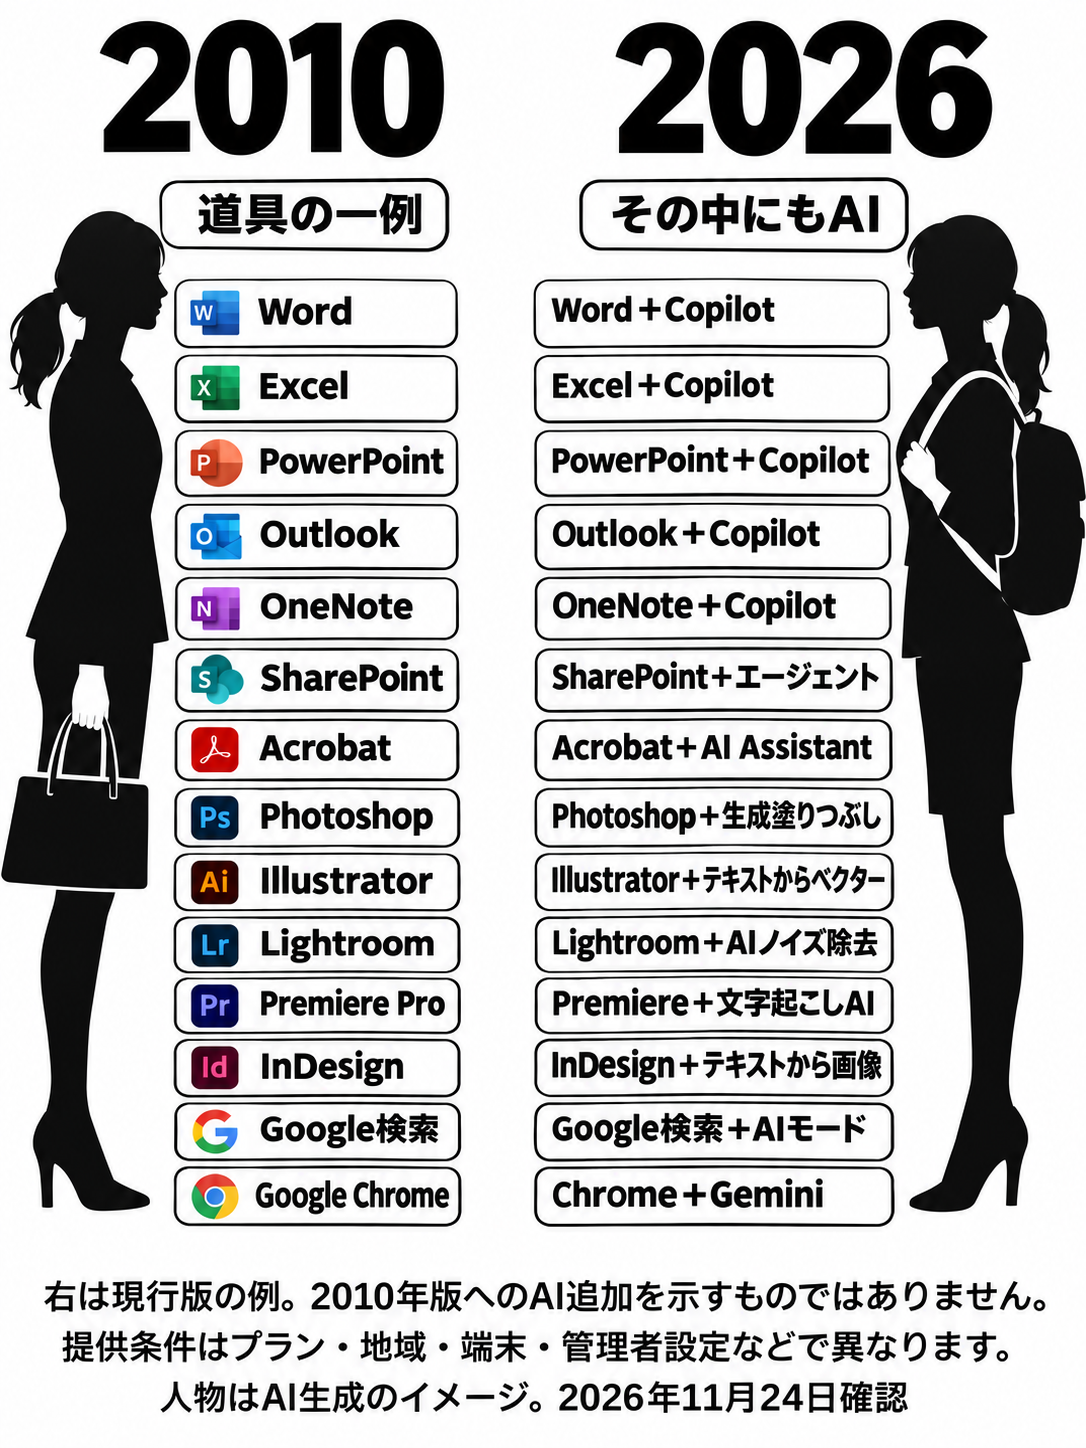 2010
道具の一例
W Word
X Excel
P PowerPoint
O Outlook
N OneNote
S SharePoint
Acrobat
Ps Photoshop
Ai Illustrator
Lr Lightroom
Pr Premiere Pro
Id InDesign
G Google検索
Google Chrome
2026
その中にもAI
Word+Copilot
Excel+Copilot
PowerPoint+Copilot
Outlook+Copilot
OneNote+Copilot
SharePoint+エージェント
Acrobat+AI Assistant
Photoshop+生成塗りつぶし
Illustrator+テキストからベクター
Lightroom+AIノイズ除去
Premiere+文字起こしAI
InDesign+テキストから画像
Google検索+AIモード
Chrome+Gemini
右は現行版の例。2010年版へのAI追加を示すものではありません。
提供条件はプラン・地域・端末・管理者設定などで異なります。
人物はAI生成のイメージ。2026年11月24日確認